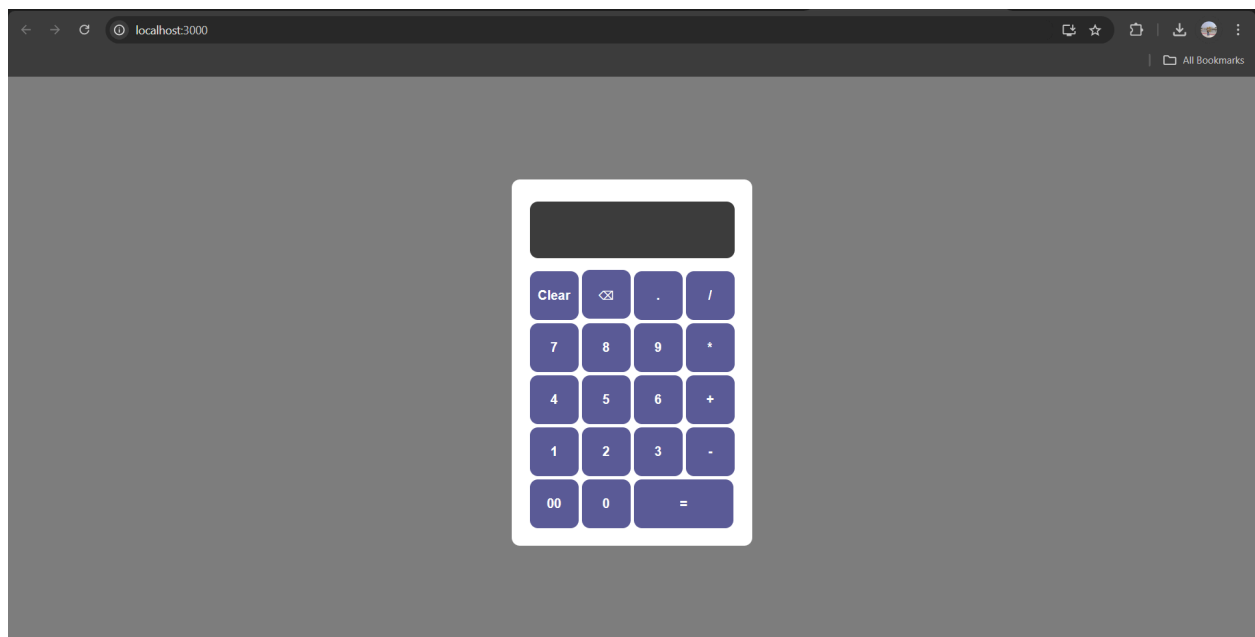 localhost:3000
All Bookmarks
Clear ⌫ . /
7 8 9 *
4 5 6 +
1 2 3 -
00 0 =